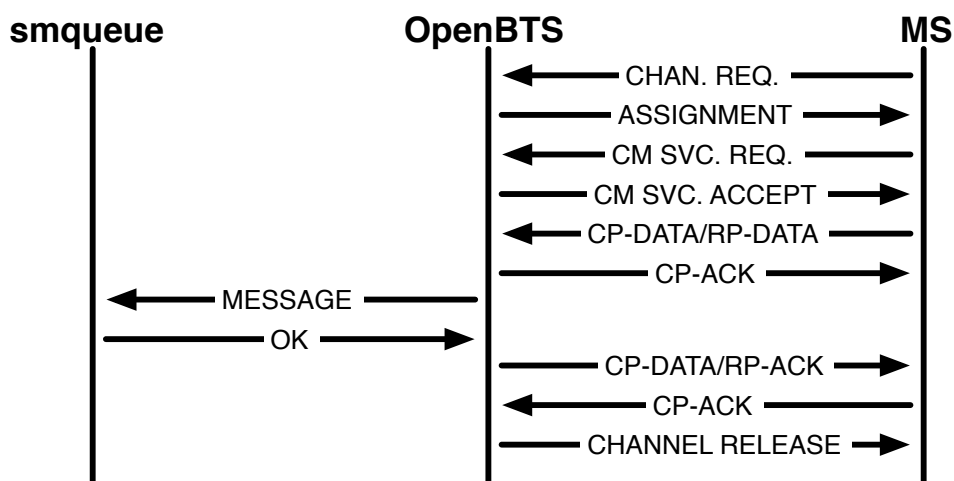 smqueue OpenBTS MS
CHAN. REQ.
ASSIGNMENT
CM SVC. REQ.
CM SVC. ACCEPT
CP-DATA/RP-DATA
CP-ACK
MESSAGE
OK
CP-DATA/RP-ACK
CP-ACK
CHANNEL RELEASE